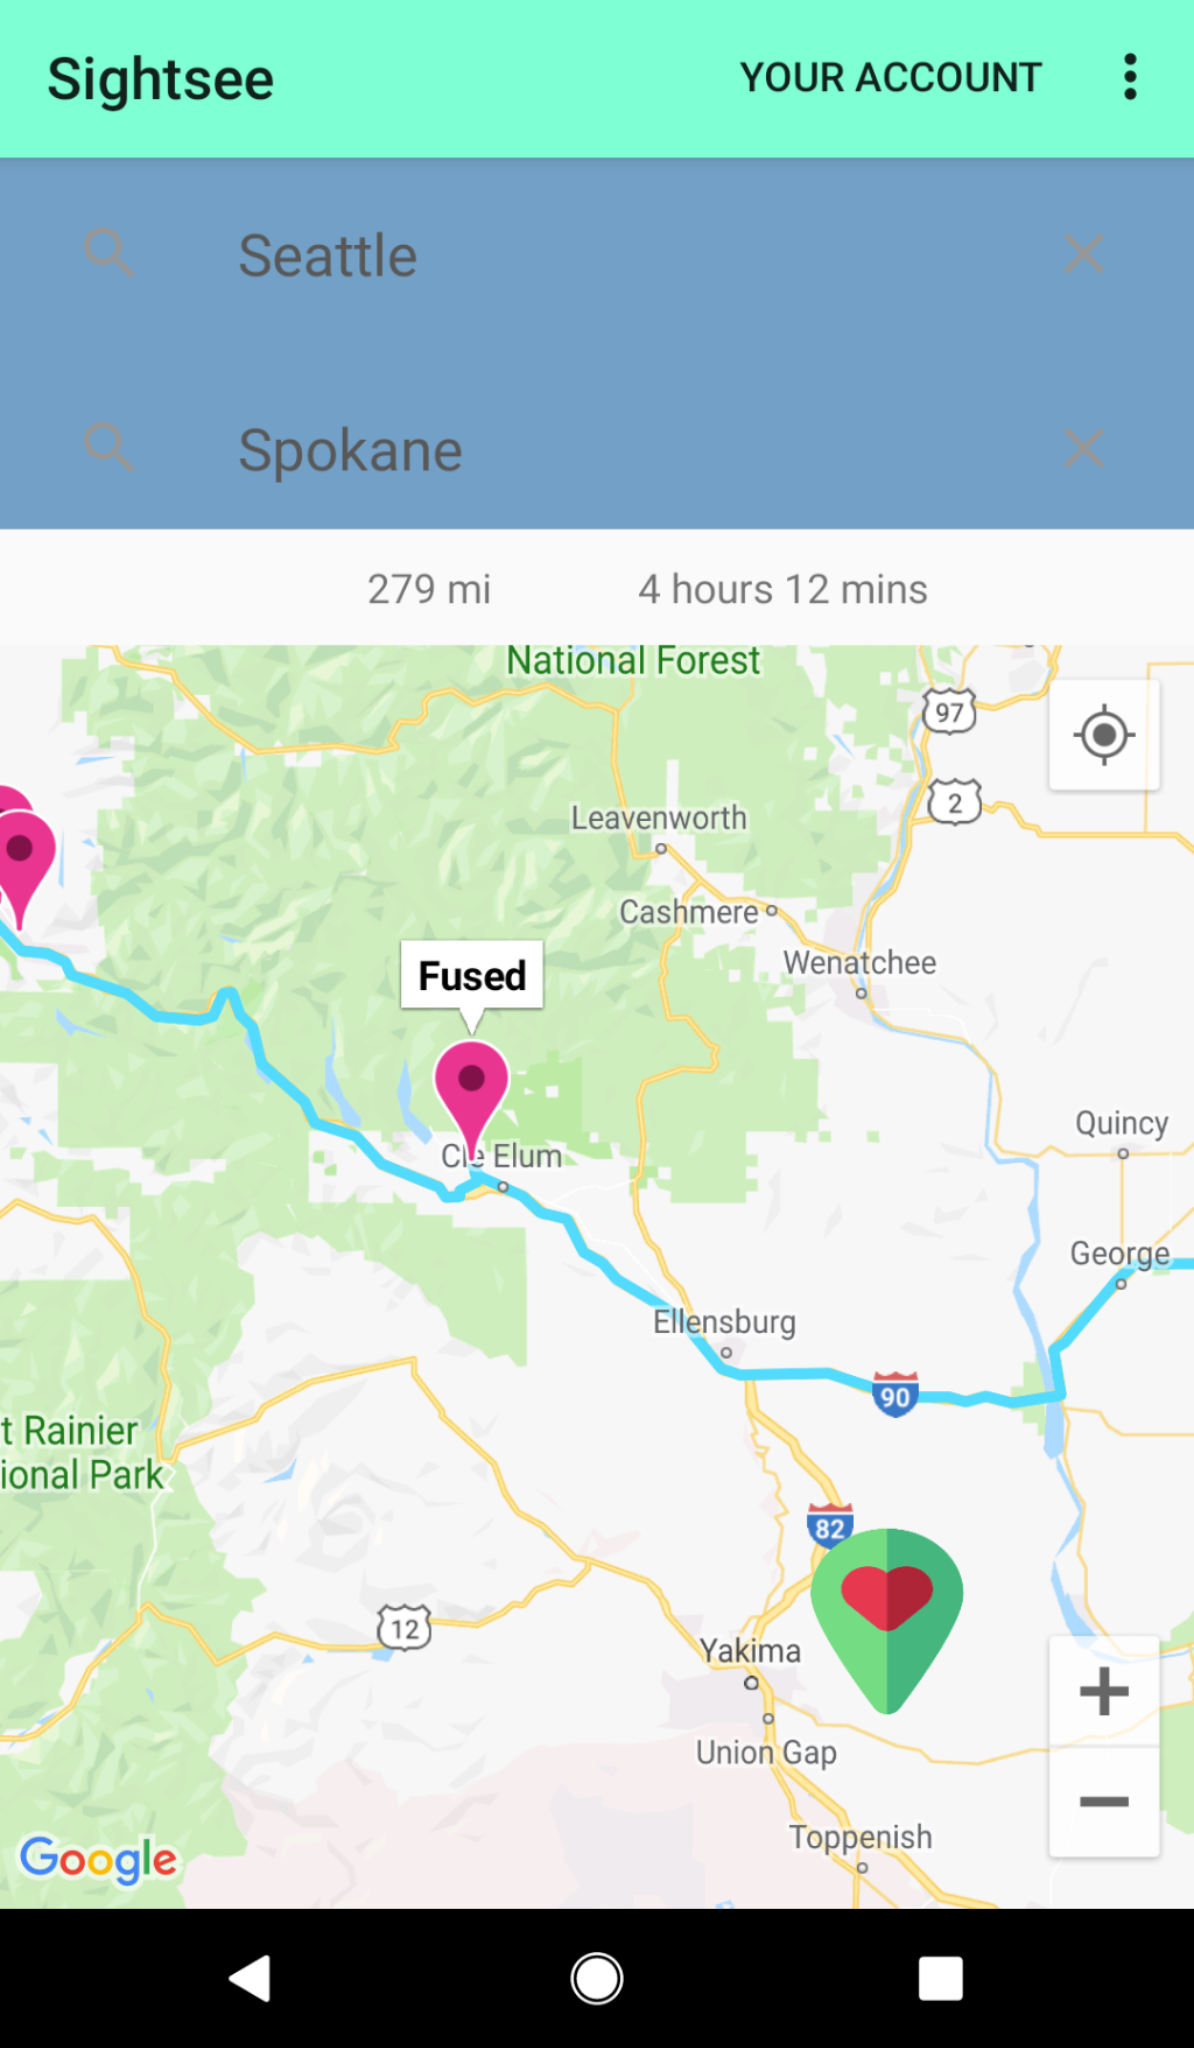 Sightsee
YOUR ACCOUNT
Seattle
Spokane
279 mi
4 hours 12 mins
National Forest
97
2
Leavenworth
Cashmere
Wenatchee
Fused
Cle Elum
Quincy
George
Ellensburg
90
t Rainier
ional Park
82
12
Yakima
Union Gap
Toppenish
Google